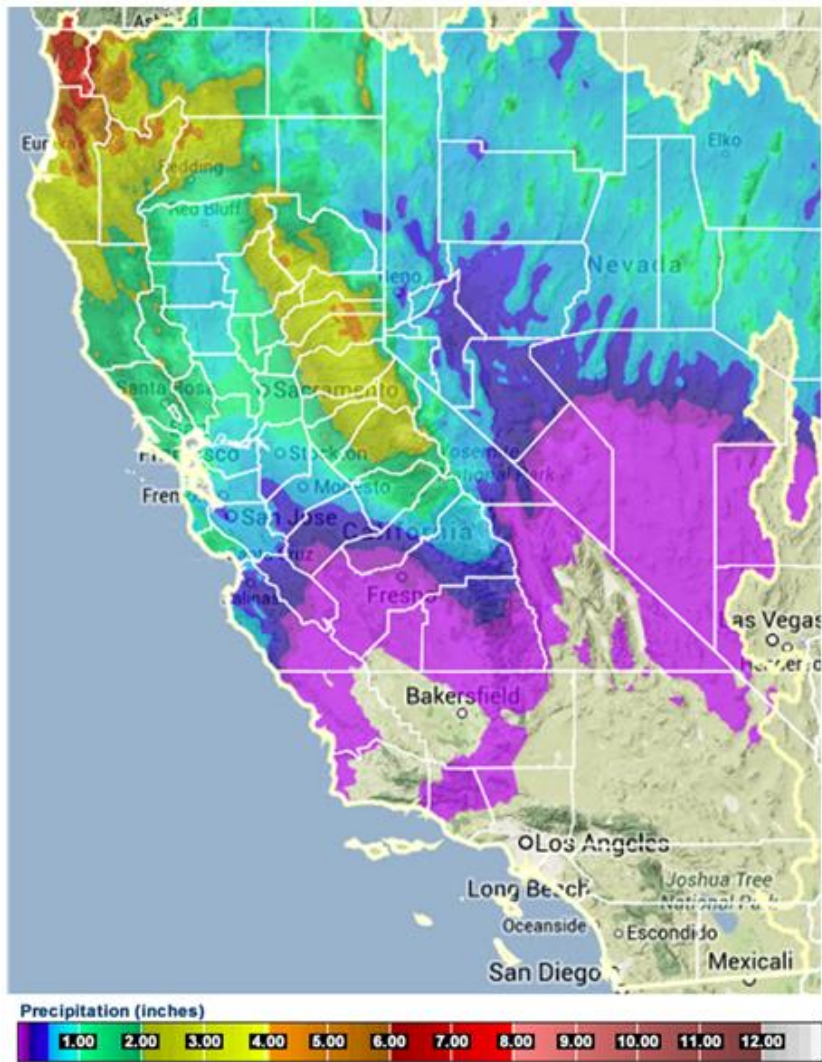 Redding
Red Bluff
Elko
Nevada
Reno
Santa Rosa
Sacramento
Stockton
Yosemite
National Park
Modesto
San Jose
California
Santa Cruz
Salinas
Fresno
Las Vegas
Bakersfield
Los Angeles
Long Beach
Joshua Tree
National Park
Oceanside
Escondido
San Diego
Mexicali
Precipitation (inches)
1.00 2.00 3.00 4.00 5.00 6.00 7.00 8.00 9.00 10.00 11.00 12.00